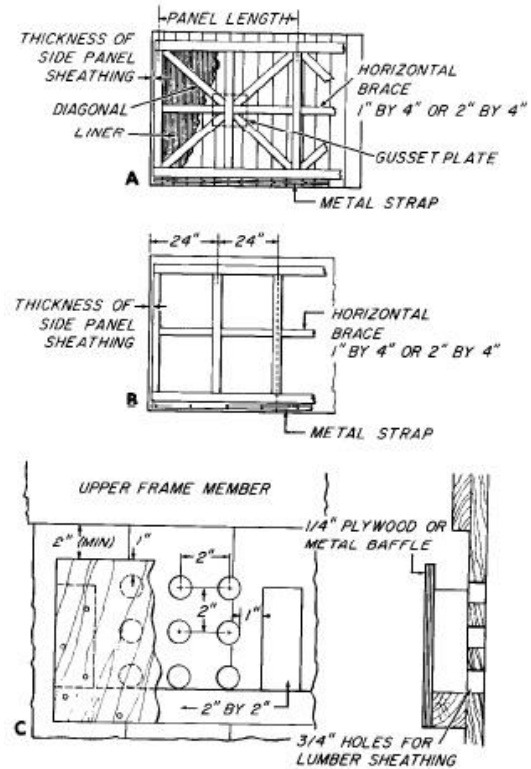 PANEL LENGTH
THICKNESS OF
SIDE PANEL
SHEATHING
DIAGONAL
LINER
HORIZONTAL
BRACE
1" BY 4" OR 2" BY 4"
GUSSET PLATE
A
METAL STRAP
24" 24"
THICKNESS OF
SIDE PANEL
SHEATHING
HORIZONTAL
BRACE
1" BY 4" OR 2" BY 4"
B
METAL STRAP
UPPER FRAME MEMBER
2" (MIN)
1"
2"
2"
1"
1/4" PLYWOOD OR
METAL BAFFLE
2" BY 2"
C
3/4" HOLES FOR
LUMBER SHEATHING